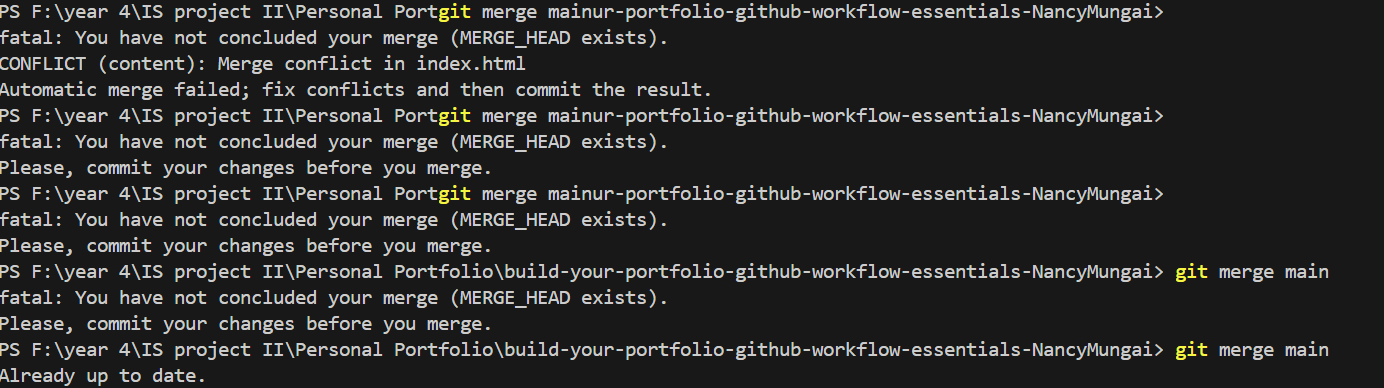 PS F:\year 4\IS project II\Personal Portgit merge mainur-portfolio-github-workflow-essentials-NancyMungai>
fatal: You have not concluded your merge (MERGE_HEAD exists).
CONFLICT (content): Merge conflict in index.html
Automatic merge failed; fix conflicts and then commit the result.
PS F:\year 4\IS project II\Personal Portgit merge mainur-portfolio-github-workflow-essentials-NancyMungai>
fatal: You have not concluded your merge (MERGE_HEAD exists).
Please, commit your changes before you merge.
PS F:\year 4\IS project II\Personal Portgit merge mainur-portfolio-github-workflow-essentials-NancyMungai>
fatal: You have not concluded your merge (MERGE_HEAD exists).
Please, commit your changes before you merge.
PS F:\year 4\IS project II\Personal Portfolio\build-your-portfolio-github-workflow-essentials-NancyMungai> git merge main
fatal: You have not concluded your merge (MERGE_HEAD exists).
Please, commit your changes before you merge.
PS F:\year 4\IS project II\Personal Portfolio\build-your-portfolio-github-workflow-essentials-NancyMungai> git merge main
Already up to date.